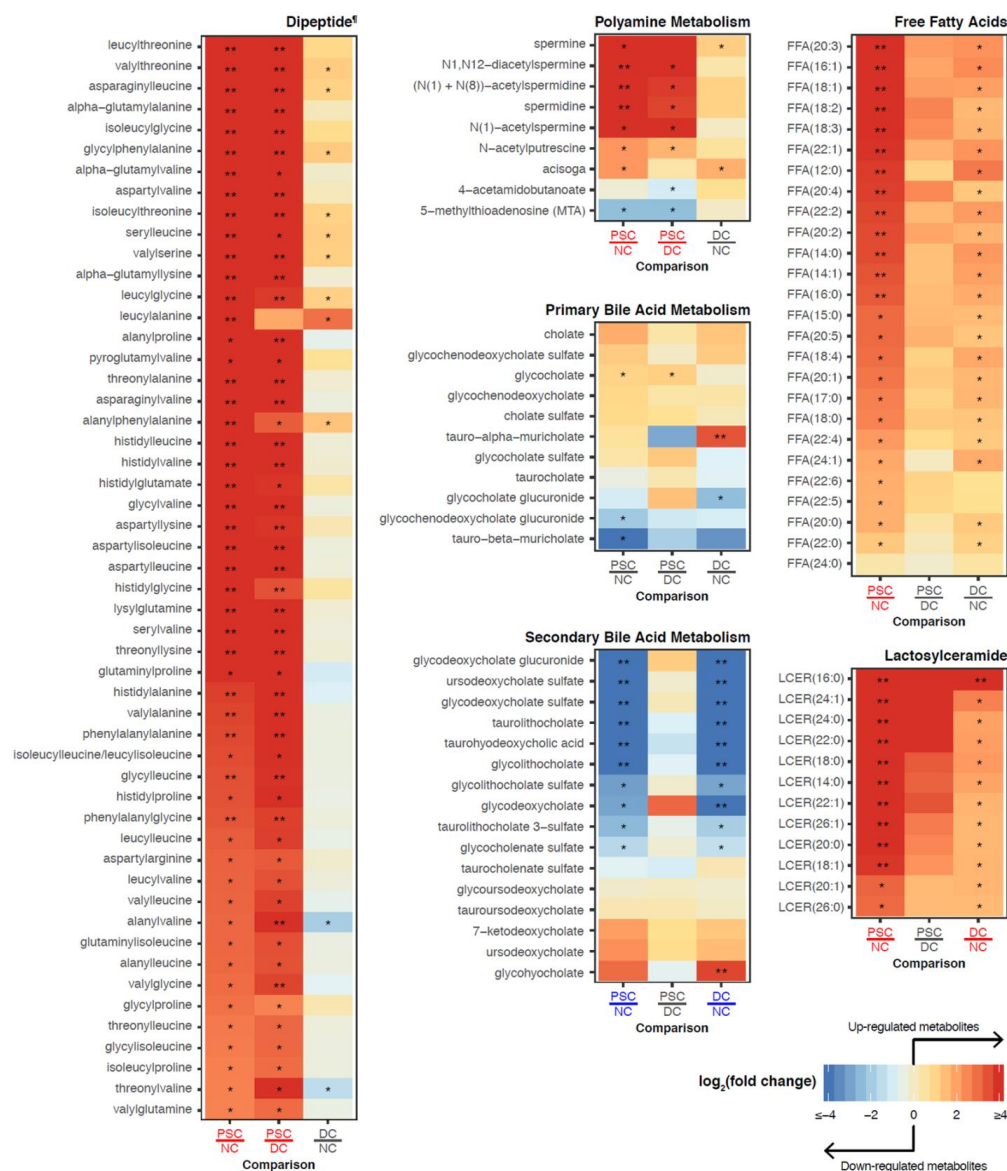 Dipeptide¶
leucylthreonine ** **
valylthreonine ** ** *
asparaginylleucine ** ** *
alpha−glutamylalanine ** **
isoleucylglycine ** **
glycylphenylalanine ** ** *
alpha−glutamylvaline ** *
aspartylvaline ** **
isoleucylthreonine ** ** *
serylleucine ** * *
valylserine ** ** *
alpha−glutamyllysine ** **
leucylglycine ** ** *
leucylalanine ** *
alanylproline * **
pyroglutamylvaline * *
threonylalanine ** **
asparaginylvaline ** **
alanylphenylalanine ** * *
histidylleucine ** **
histidylvaline ** **
histidylglutamate ** *
glycylvaline ** **
aspartyllysine ** **
aspartylisoleucine ** **
aspartylleucine ** **
histidylglycine ** **
lysylglutamine ** **
serylvaline ** **
threonyllysine ** **
glutaminylproline * *
histidylalanine ** **
valylalanine ** **
phenylalanylalanine ** **
isoleucylleucine/leucylisoleucine * *
glycylleucine ** **
histidylproline * *
phenylalanylglycine ** **
leucylleucine * *
aspartylarginine * *
leucylvaline * *
valylleucine * *
alanylvaline * ** *
glutaminylisoleucine * *
alanylleucine * *
valylglycine * **
glycylproline * *
threonylleucine * *
glycylisoleucine * *
isoleucylproline * *
threonylvaline * * *
valylglutamine * *
PSC PSC DC
NC DC NC
Comparison
Polyamine Metabolism
spermine * *
N1,N12−diacetylspermine ** *
(N(1) + N(8))−acetylspermidine ** *
spermidine ** *
N(1)−acetylspermine * *
N−acetylputrescine * *
acisoga * *
4−acetamidobutanoate *
5−methylthioadenosine (MTA) * *
PSC PSC DC
NC DC NC
Comparison
Primary Bile Acid Metabolism
cholate
glycochenodeoxycholate sulfate
glycocholate * *
glycochenodeoxycholate
cholate sulfate
tauro−alpha−muricholate **
glycocholate sulfate
taurocholate
glycocholate glucuronide *
glycochenodeoxycholate glucuronide *
tauro−beta−muricholate *
PSC PSC DC
NC DC NC
Comparison
Secondary Bile Acid Metabolism
glycodeoxycholate glucuronide ** **
ursodeoxycholate sulfate ** **
glycodeoxycholate sulfate ** **
taurolithocholate ** **
taurohyodeoxycholic acid ** **
glycolithocholate ** **
glycolithocholate sulfate * *
glycodeoxycholate * **
taurolithocholate 3−sulfate * *
glycocholenate sulfate * *
taurocholenate sulfate
glycoursodeoxycholate
tauroursodeoxycholate
7−ketodeoxycholate
ursodeoxycholate
glycohyocholate **
PSC PSC DC
NC DC NC
Comparison
Free Fatty Acids
FFA(20:3) ** *
FFA(16:1) ** *
FFA(18:1) ** *
FFA(18:2) ** *
FFA(18:3) ** *
FFA(22:1) ** *
FFA(12:0) ** *
FFA(20:4) ** *
FFA(22:2) ** *
FFA(20:2) ** *
FFA(14:0) ** *
FFA(14:1) ** *
FFA(16:0) ** *
FFA(15:0) * *
FFA(20:5) * *
FFA(18:4) * *
FFA(20:1) * *
FFA(17:0) * *
FFA(18:0) * *
FFA(22:4) * *
FFA(24:1) * *
FFA(22:6) *
FFA(22:5) *
FFA(20:0) * *
FFA(22:0) * *
FFA(24:0)
PSC PSC DC
NC DC NC
Comparison
Lactosylceramide
LCER(16:0) ** **
LCER(24:1) ** *
LCER(24:0) ** *
LCER(22:0) ** *
LCER(18:0) ** *
LCER(14:0) ** *
LCER(22:1) ** *
LCER(26:1) ** *
LCER(20:0) ** *
LCER(18:1) ** *
LCER(20:1) * *
LCER(26:0) * *
PSC PSC DC
NC DC NC
Comparison
Up-regulated metabolites
log2(fold change)
≤−4 −2 0 2 ≥4
Down-regulated metabolites